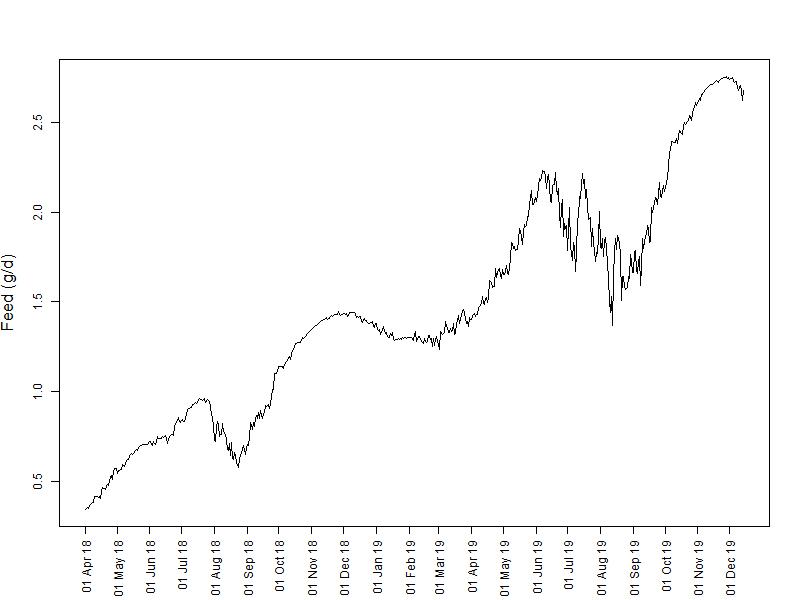 Feed (g/d)
2.5
2.0
1.5
1.0
0.5
01 Apr 18
01 May 18
01 Jun 18
01 Jul 18
01 Aug 18
01 Sep 18
01 Oct 18
01 Nov 18
01 Dec 18
01 Jan 19
01 Feb 19
01 Mar 19
01 Apr 19
01 May 19
01 Jun 19
01 Jul 19
01 Aug 19
01 Sep 19
01 Oct 19
01 Nov 19
01 Dec 19